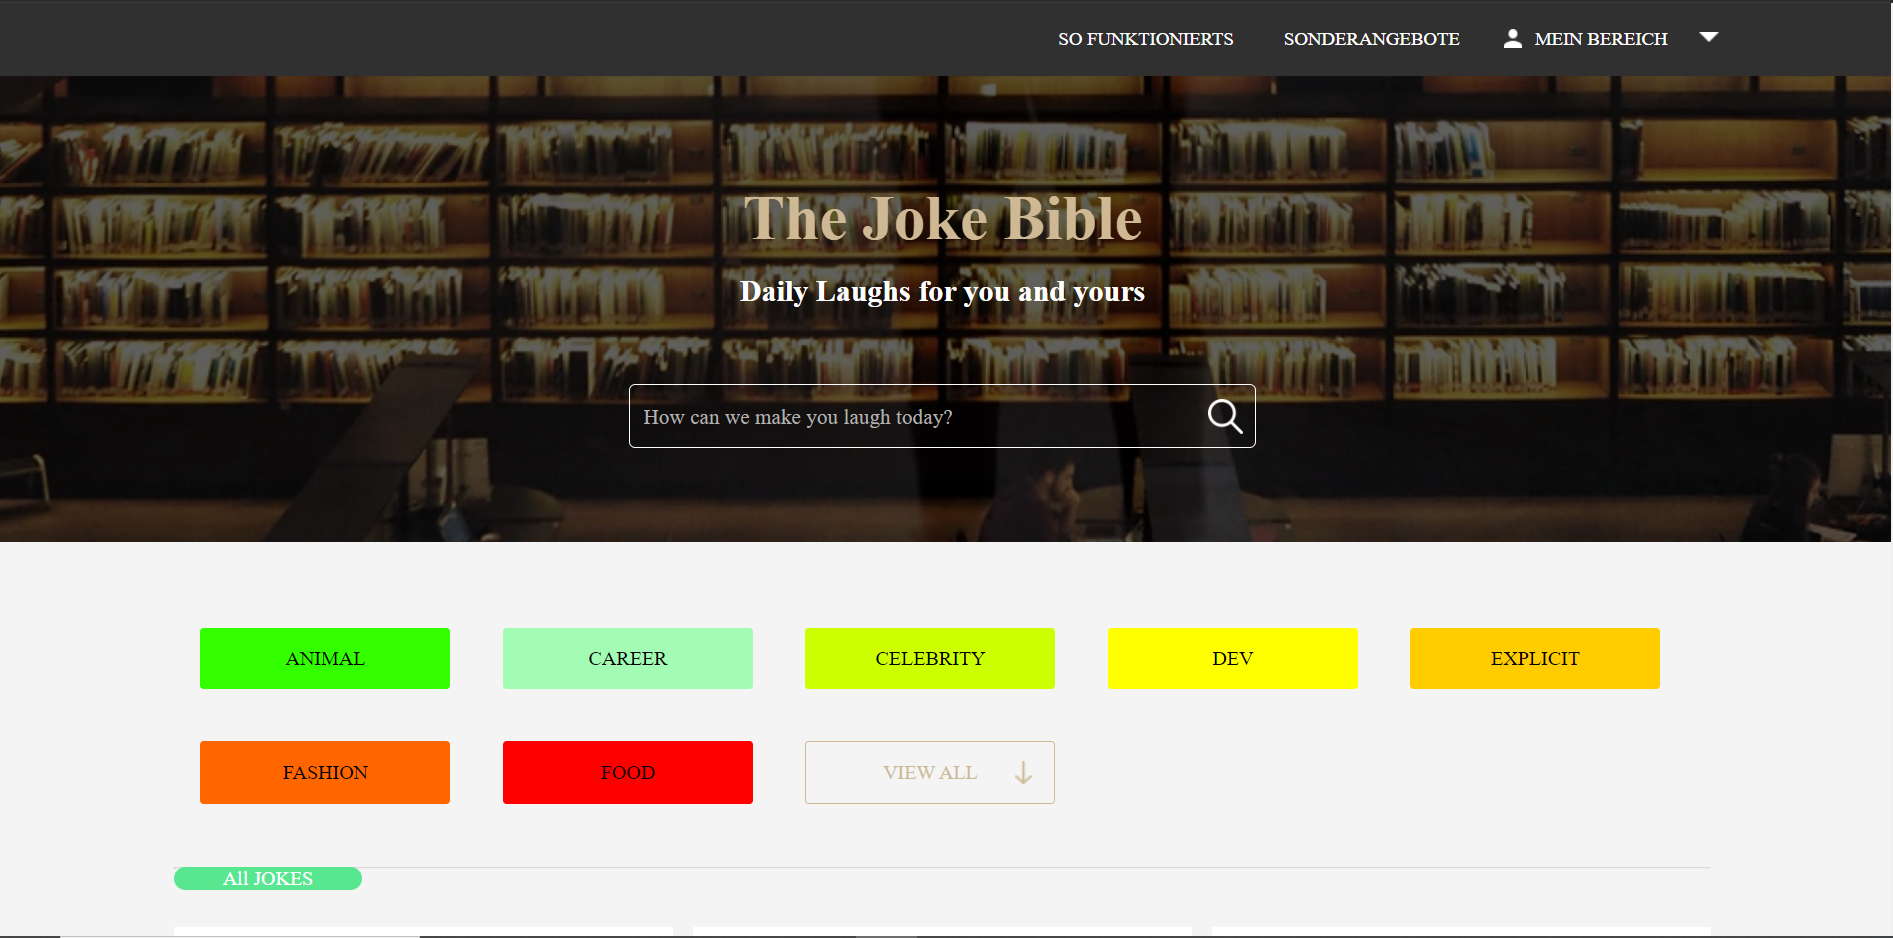 SO FUNKTIONIERTS SONDERANGEBOTE MEIN BEREICH
The Joke Bible
Daily Laughs for you and yours
How can we make you laugh today?
ANIMAL CAREER CELEBRITY DEV EXPLICIT
FASHION FOOD VIEW ALL
All JOKES